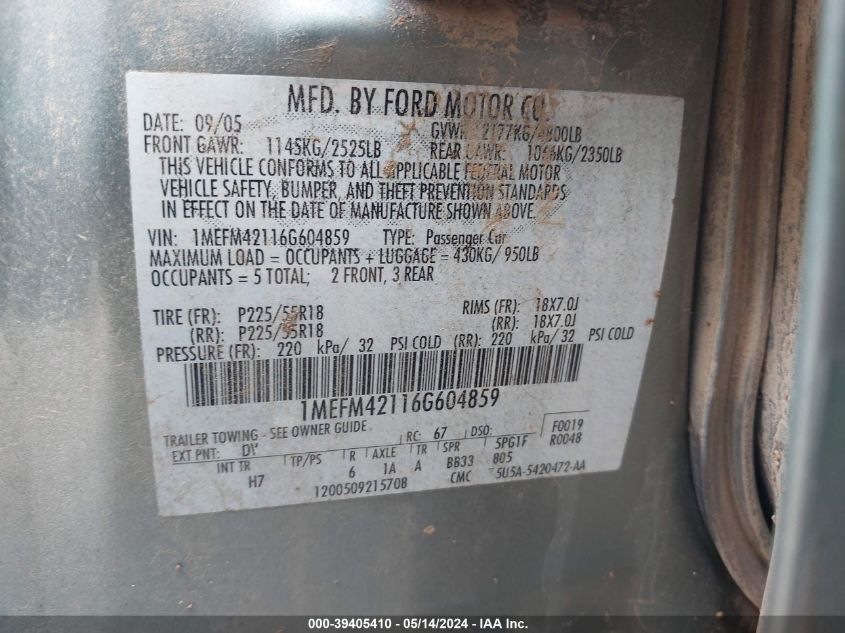 MFD. BY FORD MOTOR CO.
DATE: 09/05 GVWR: 2177KG/4800LB
FRONT GAWR: 1145KG/2525LB REAR GAWR: 1066KG/2350LB
THIS VEHICLE CONFORMS TO ALL APPLICABLE FEDERAL MOTOR
VEHICLE SAFETY, BUMPER, AND THEFT PREVENTION STANDARDS
IN EFFECT ON THE DATE OF MANUFACTURE SHOWN ABOVE.
VIN: 1MEFM42116G604859 TYPE: Passenger Car
MAXIMUM LOAD = OCCUPANTS + LUGGAGE = 430KG/ 950LB
OCCUPANTS = 5 TOTAL; 2 FRONT, 3 REAR
TIRE (FR): P225/55R18 RIMS (FR): 18X7.0J
(RR): P225/55R18 (RR): 18X7.0J
PRESSURE (FR): 220 kPa/ 32 PSI COLD (RR): 220 kPa/ 32 PSI COLD
1MEFM42116G604859
TRAILER TOWING - SEE OWNER GUIDE F0019
EXT PNT: RC: 67 DSO: R0048
INT TR TP/PS R AXLE TR SPR 5PG1F
H7 6 1A A BB33 805
1200509215708 CMC 5U5A-5420472-AA
000-39405410 - 05/14/2024 - IAA Inc.